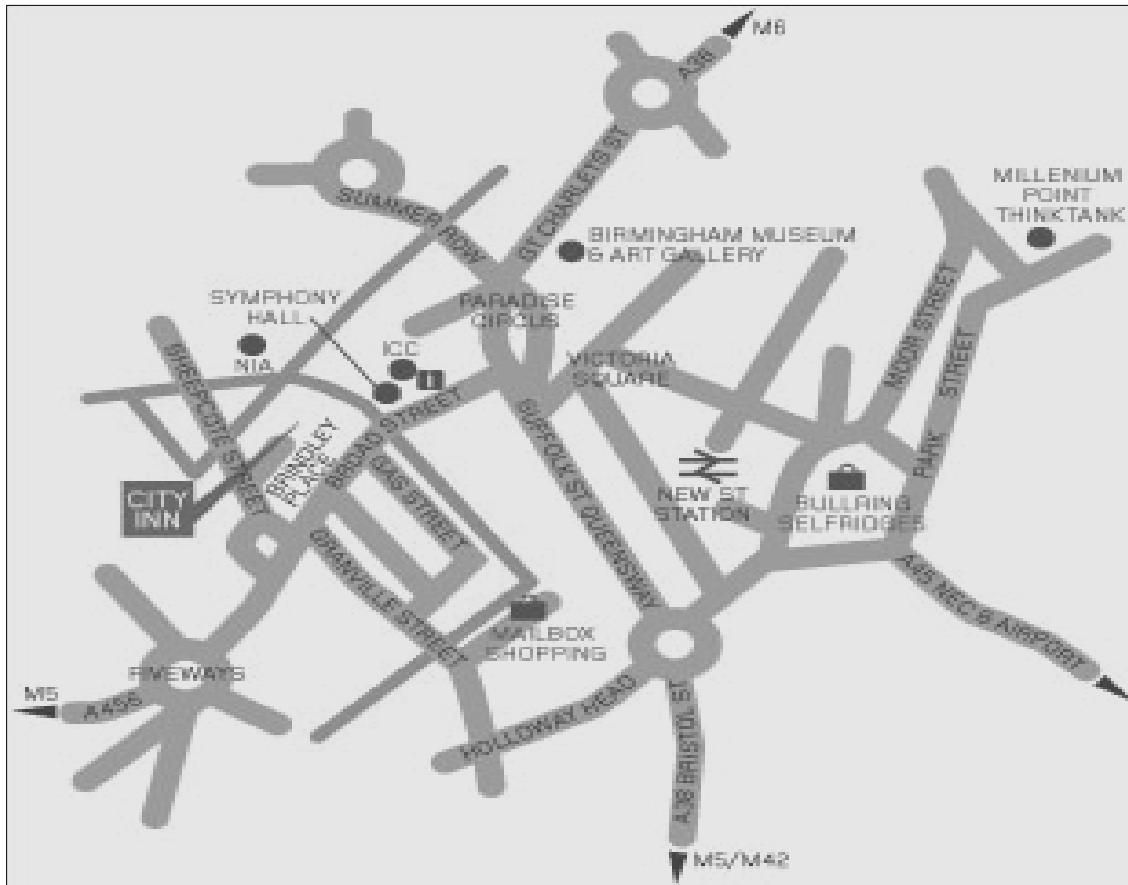 M6
A38
MILLENIUM
POINT
THINKTANK
SUMMER ROW
GT CHARLETS ST
BIRMINGHAM MUSEUM
& ART GALLERY
SYMPHONY
HALL
PARADISE
CIRCUS
MOOR STREET
NIA
ICC
VICTORIA
SQUARE
SHEEPCOTE STREET
BROAD STREET
BRINDLEY
PLACE
GAS STREET
SUFFOLK ST QUEENSWAY
PARK STREET
CITY
INN
NEW ST
STATION
BULLRING
SELFRIDGES
GRANVILLE STREET
MAILBOX
SHOPPING
A45 NEC & AIRPORT
FIVEWAYS
M5
A456
HOLLOWAY HEAD
A38 BRISTOL ST
M5/M42